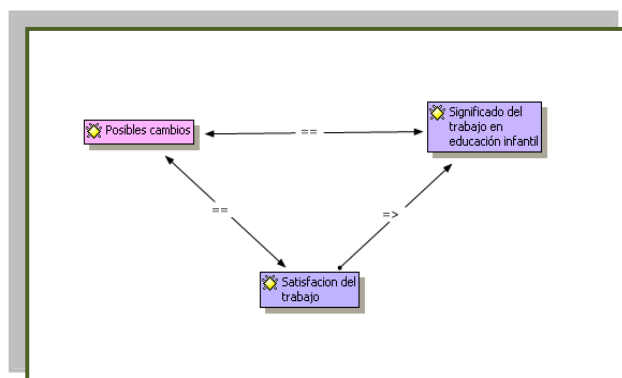 Posibles cambios
Significado del
trabajo en
educación infantil
==
==
=>
Satisfacion del
trabajo